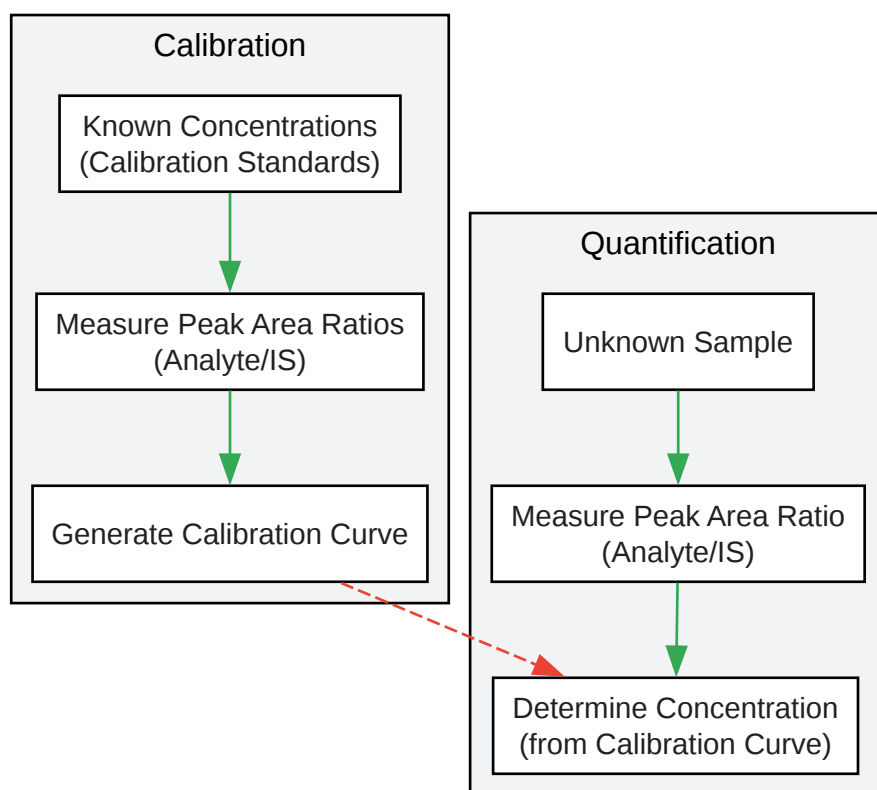 Calibration
Known Concentrations
(Calibration Standards)
Measure Peak Area Ratios
(Analyte/IS)
Generate Calibration Curve
Quantification
Unknown Sample
Measure Peak Area Ratio
(Analyte/IS)
Determine Concentration
(from Calibration Curve)